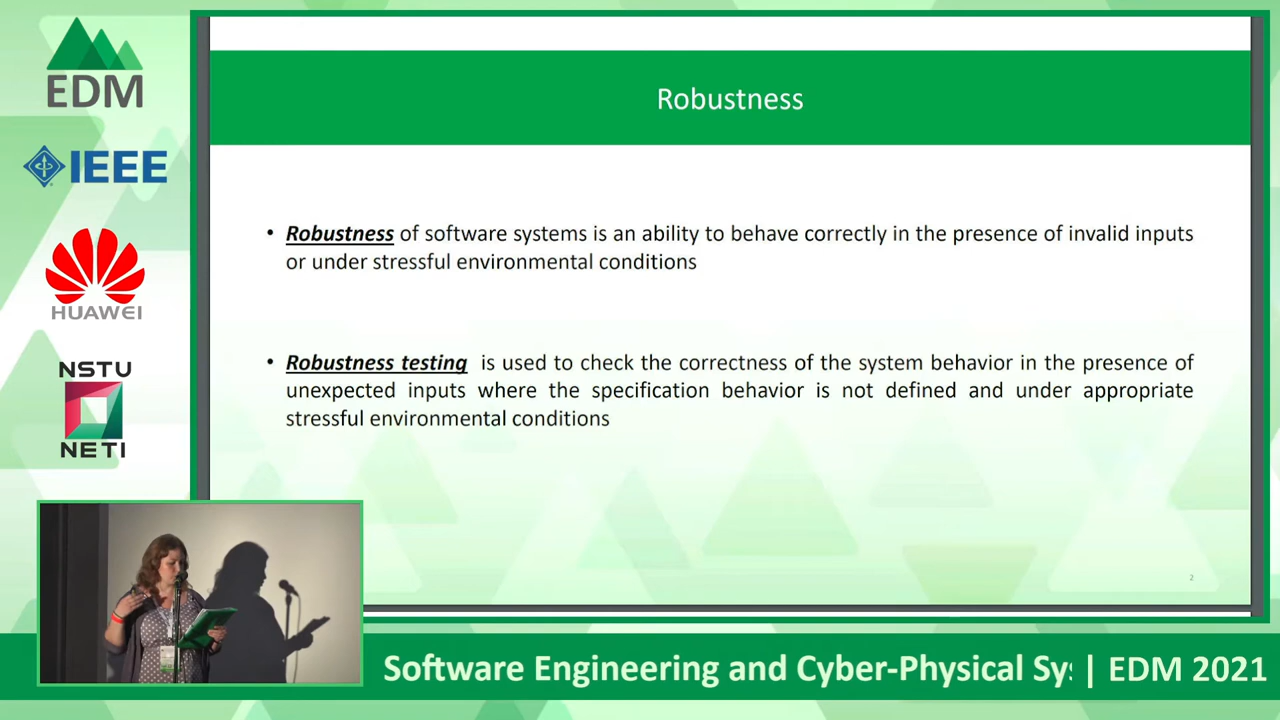 EDM
IEEE
HUAWEI
NSTU
NETI
Robustness
• Robustness of software systems is an ability to behave correctly in the presence of invalid inputs
or under stressful environmental conditions
• Robustness testing is used to check the correctness of the system behavior in the presence of
unexpected inputs where the specification behavior is not defined and under appropriate
stressful environmental conditions
2
Software Engineering and Cyber-Physical Sys | EDM 2021